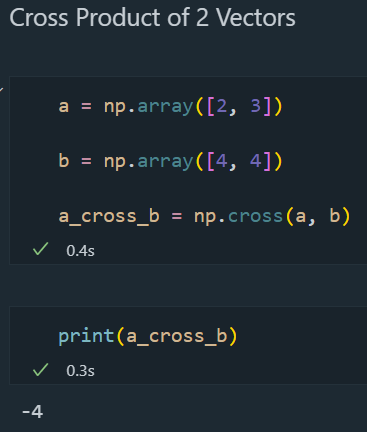 Cross Product of 2 Vectors
a = np.array([2, 3])
b = np.array([4, 4])
a_cross_b = np.cross(a, b)
0.4s
print(a_cross_b)
0.3s
-4